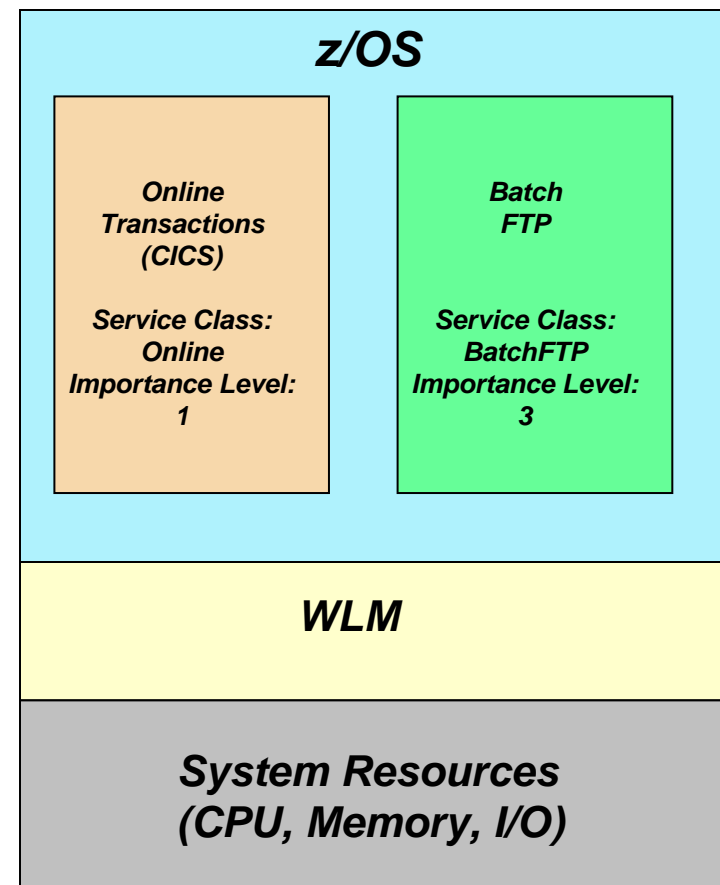 z/OS
Online
Transactions
(CICS)
Service Class:
Online
Importance Level:
1
Batch
FTP
Service Class:
BatchFTP
Importance Level:
3
WLM
System Resources
(CPU, Memory, I/O)